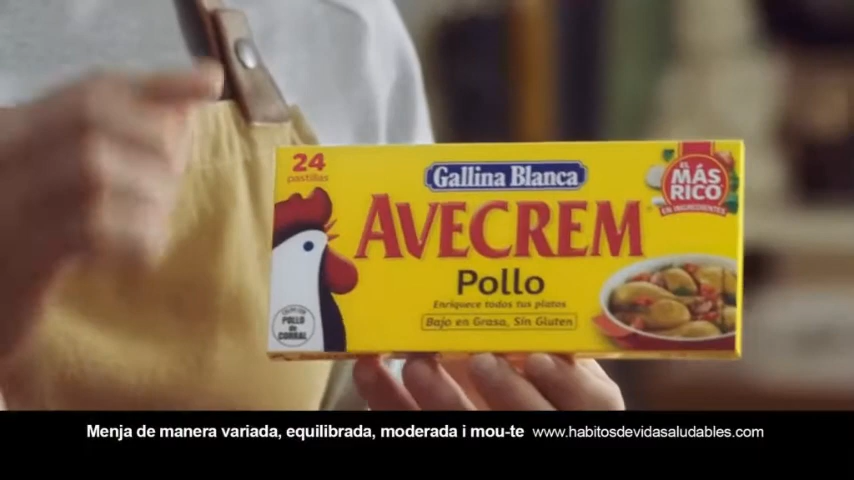 24
pastillas
Gallina Blanca
AVECREM
Pollo
Enriquece todos tus platos
Bajo en Grasa, Sin Gluten
EL
MÁS
RICO
EN INGREDIENTES
POLLO
de
CORRAL
Menja de manera variada, equilibrada, moderada i mou-te www.habitosdevidasaludables.com